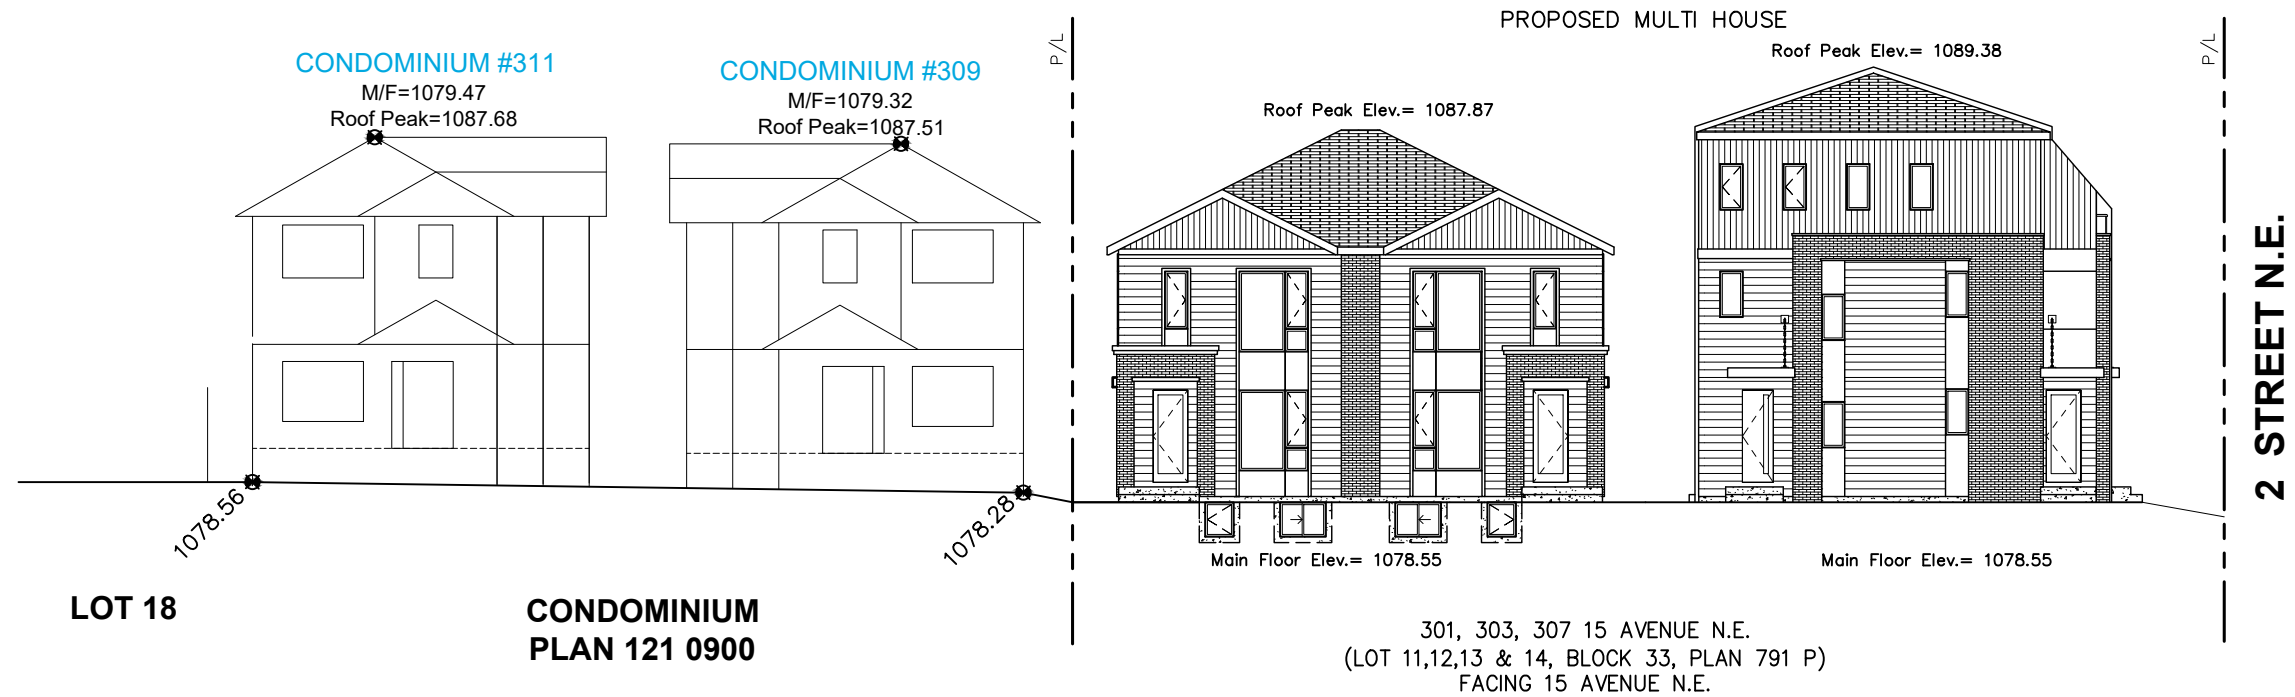 PROPOSED MULTI HOUSE
P/L
P/L
Roof Peak Elev.= 1089.38
CONDOMINIUM #311
M/F=1079.47
Roof Peak=1087.68
CONDOMINIUM #309
M/F=1079.32
Roof Peak=1087.51
Roof Peak Elev.= 1087.87
2 STREET N.E.
1078.56
1078.28
Main Floor Elev.= 1078.55
Main Floor Elev.= 1078.55
LOT 18
CONDOMINIUM
PLAN 121 0900
301, 303, 307 15 AVENUE N.E.
(LOT 11,12,13 & 14, BLOCK 33, PLAN 791 P)
FACING 15 AVENUE N.E.